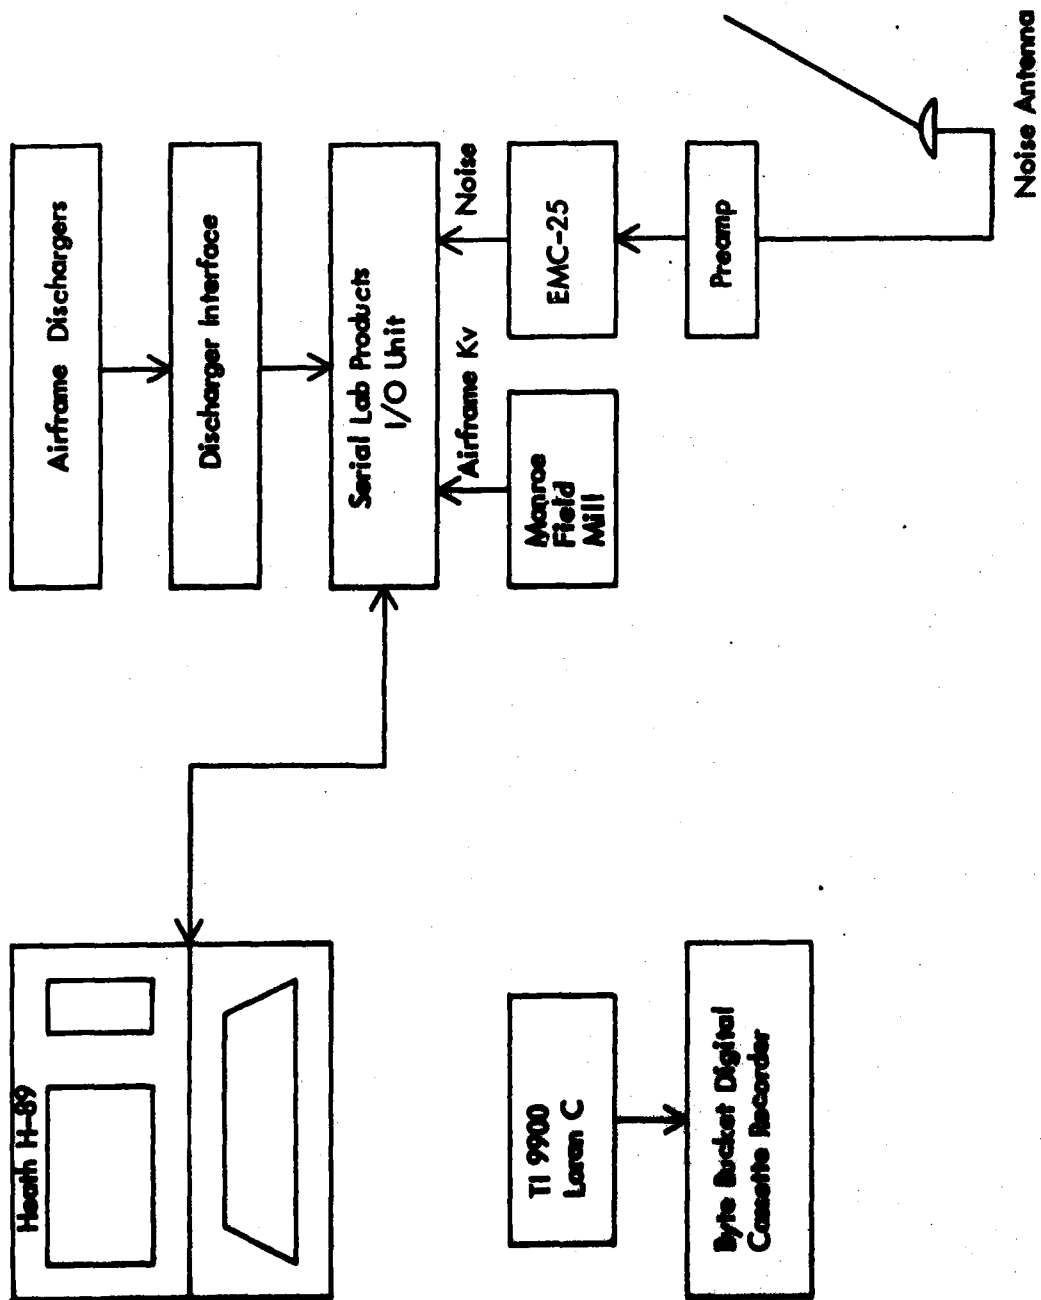 Heath H-89
TI 9900
Loran C
Byte Bucket Digital
Cassette Recorder
Airframe Dischargers
Discharger Interface
Serial Lab Products
I/O Unit
Airframe Kv
Noise
Monroe
Field
Mill
EMC-25
Preamp
Noise Antenna